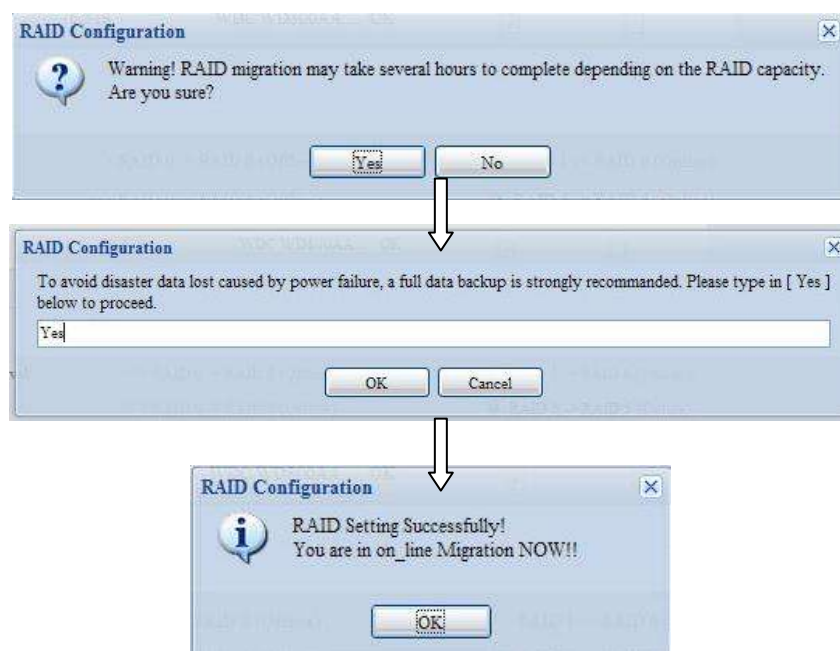 RAID Configuration
Warning! RAID migration may take several hours to complete depending on the RAID capacity.
Are you sure?
Yes
No
RAID Configuration
To avoid disaster data lost caused by power failure, a full data backup is strongly recommanded. Please type in [ Yes ]
below to proceed.
Yes
OK
Cancel
RAID Configuration
RAID Setting Successfully!
You are in on_line Migration NOW!!
OK